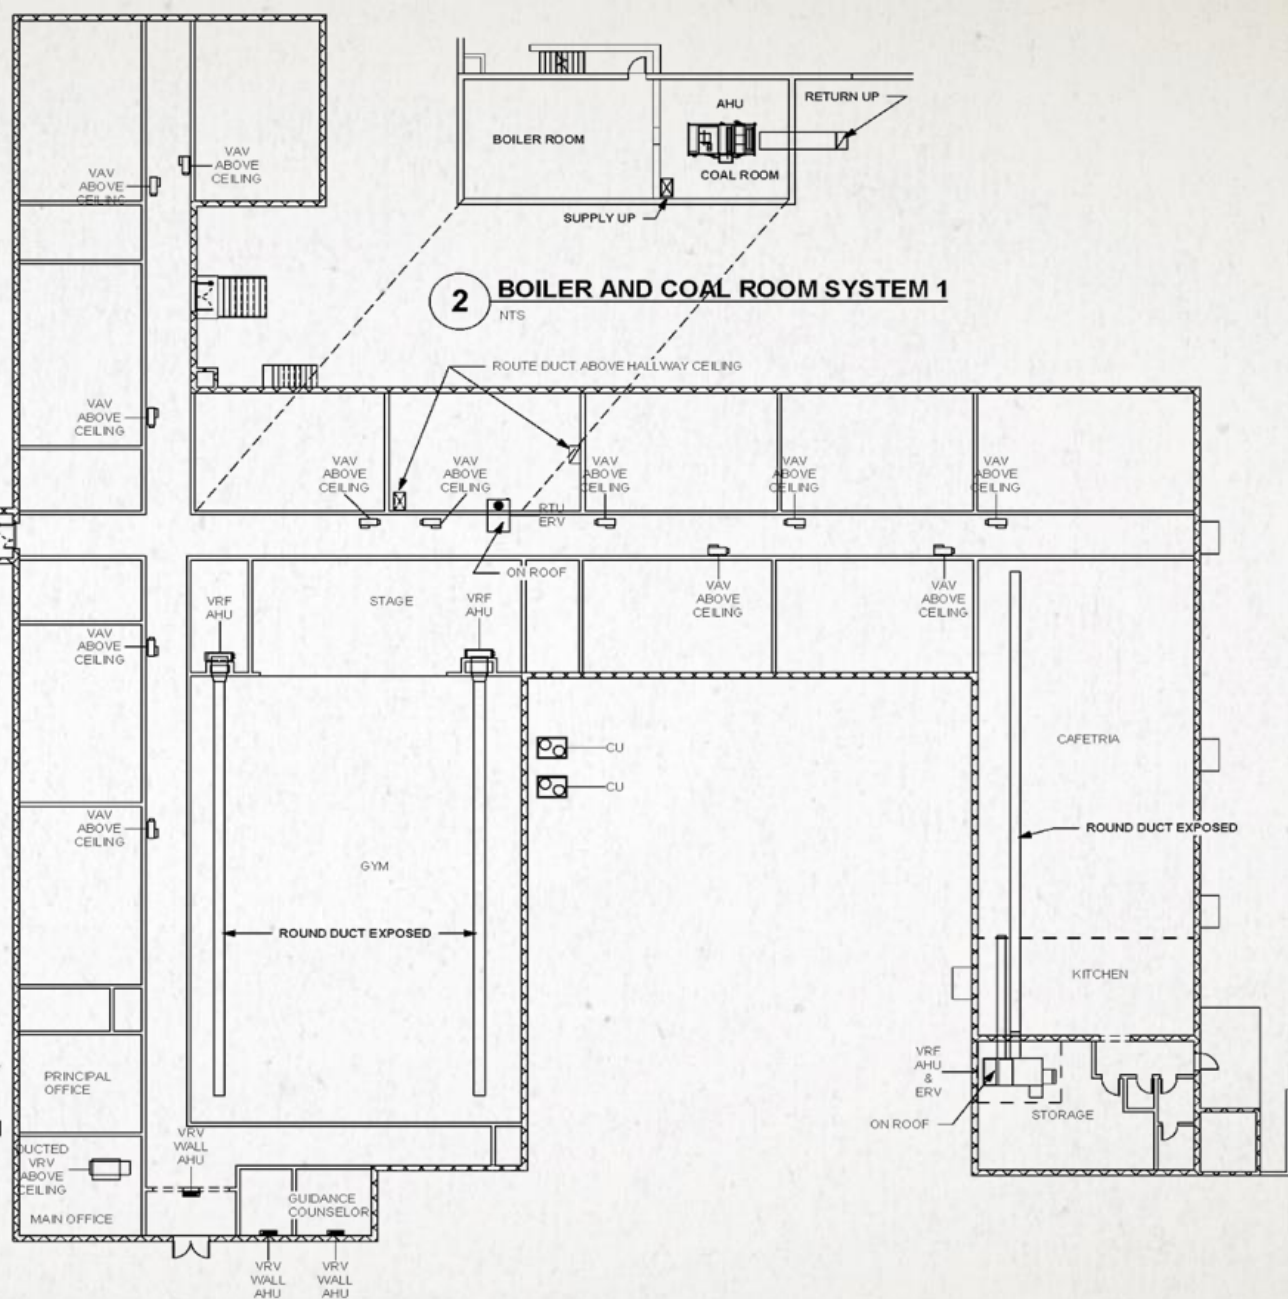 RETURN UP
AHU
BOILER ROOM
COAL ROOM
SUPPLY UP
VAV
ABOVE
CEILING
VAV
ABOVE
CEILING
2
BOILER AND COAL ROOM SYSTEM 1
NTS
ROUTE DUCT ABOVE HALLWAY CEILING
VAV
ABOVE
CEILING
VAV
ABOVE
CEILING
VAV
ABOVE
CEILING
VAV
ABOVE
CEILING
VAV
ABOVE
CEILING
VAV
ABOVE
CEILING
RTU
ERV
ON ROOF
VRF
AHU
STAGE
VRF
AHU
VAV
ABOVE
CEILING
VAV
ABOVE
CEILING
VAV
ABOVE
CEILING
CU
CU
CAFETRIA
VAV
ABOVE
CEILING
ROUND DUCT EXPOSED
GYM
ROUND DUCT EXPOSED
KITCHEN
PRINCIPAL
OFFICE
VRF
AHU
&
ERV
ON ROOF
STORAGE
VRV
WALL
AHU
DUCTED
VRV
ABOVE
CEILING
MAIN OFFICE
GUIDANCE
COUNSELOR
VRV
WALL
AHU
VRV
WALL
AHU